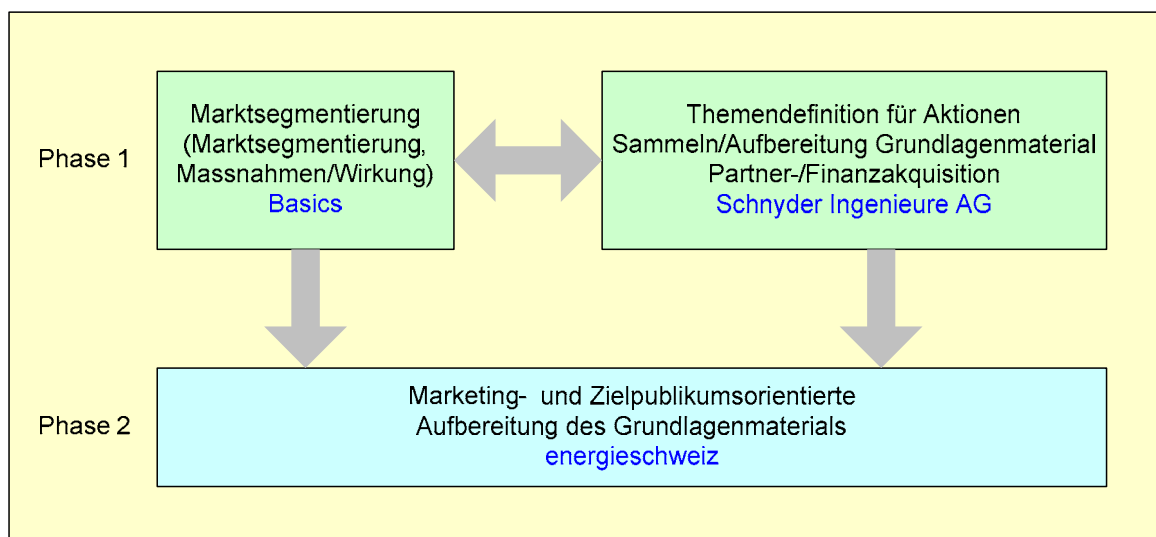 Phase 1
Marktsegmentierung
(Marktsegmentierung,
Massnahmen/Wirkung)
Basics
Themendefinition für Aktionen
Sammeln/Aufbereitung Grundlagenmaterial
Partner-/Finanzakquisition
Schnyder Ingenieure AG
Phase 2
Marketing- und Zielpublikumsorientierte
Aufbereitung des Grundlagenmaterials
energieschweiz